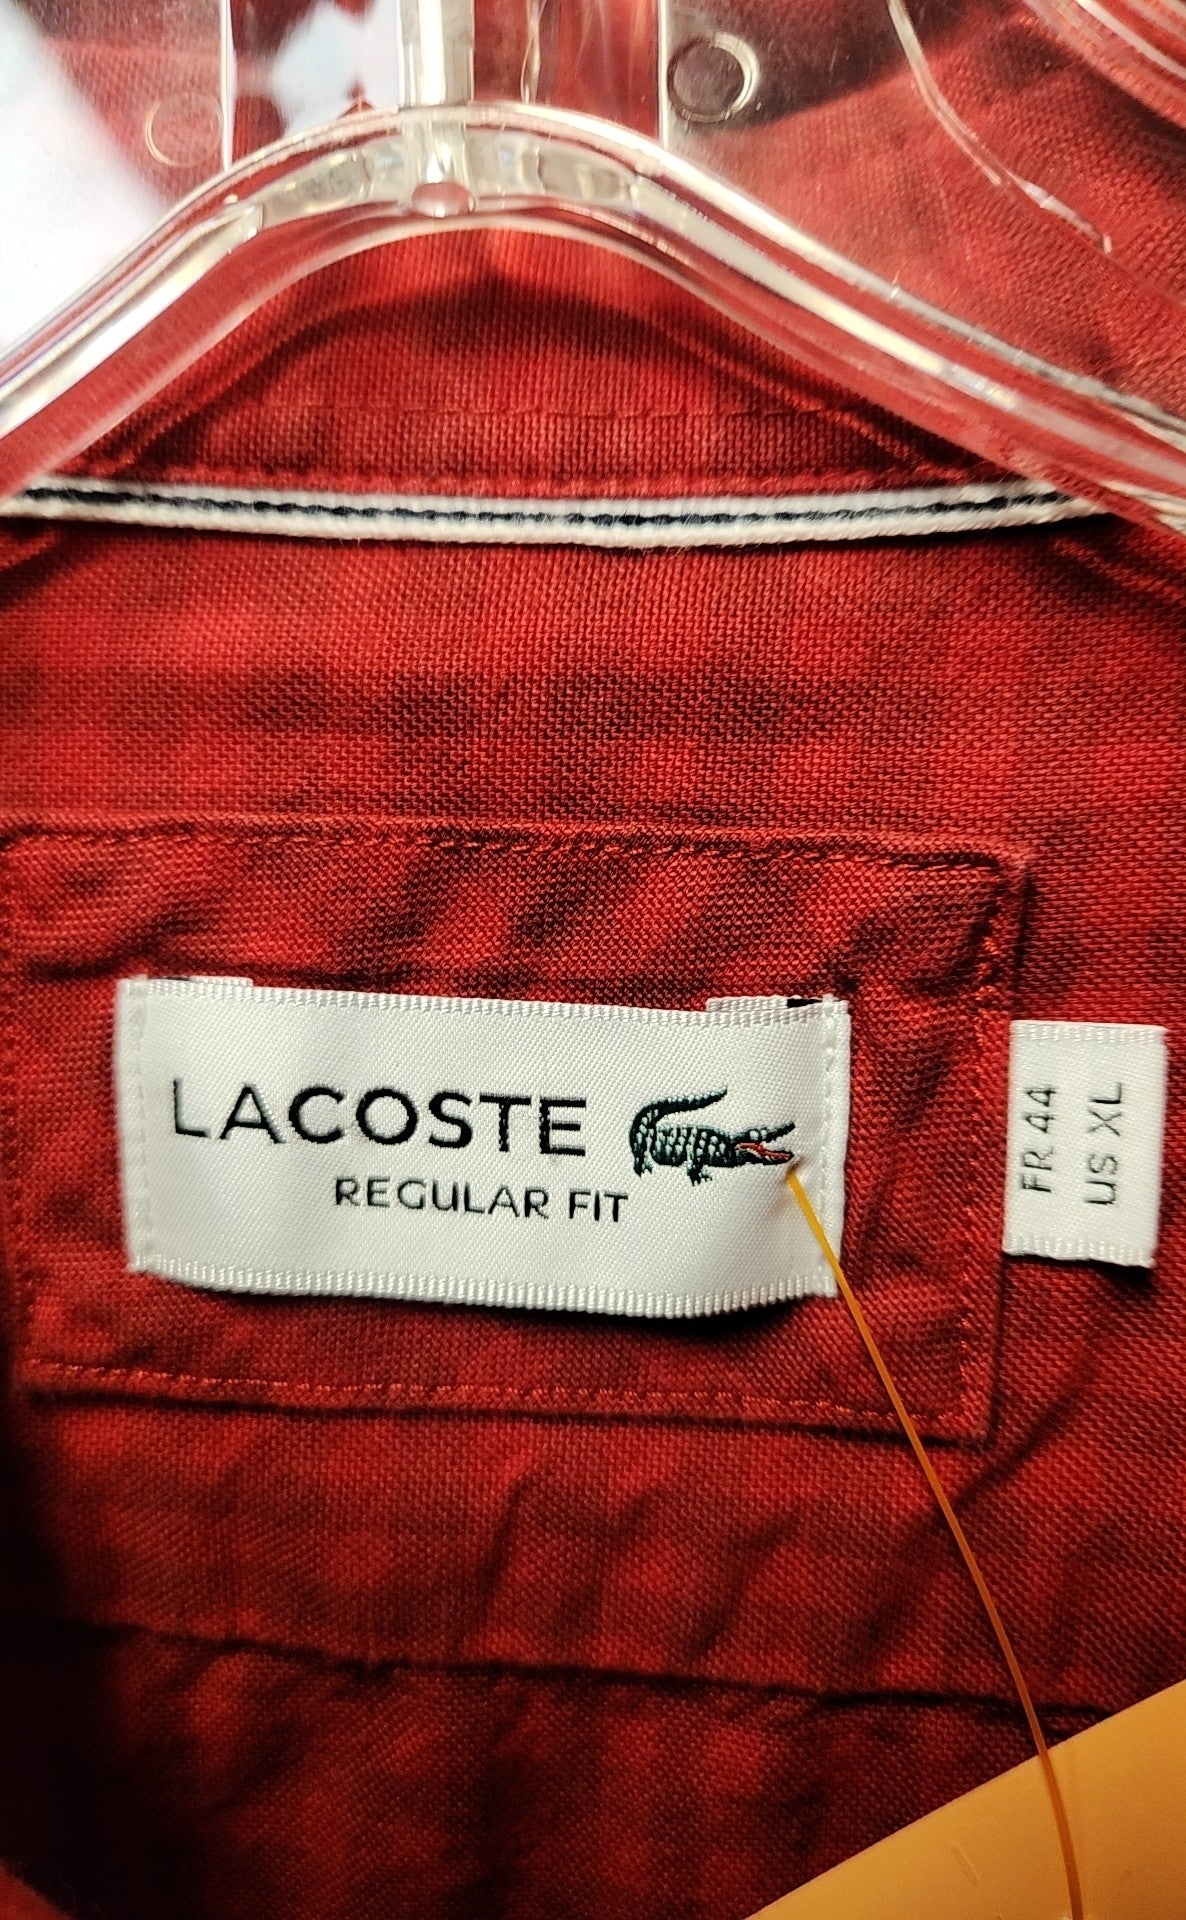 LACOSTE
REGULAR FIT
FR 44
US XL